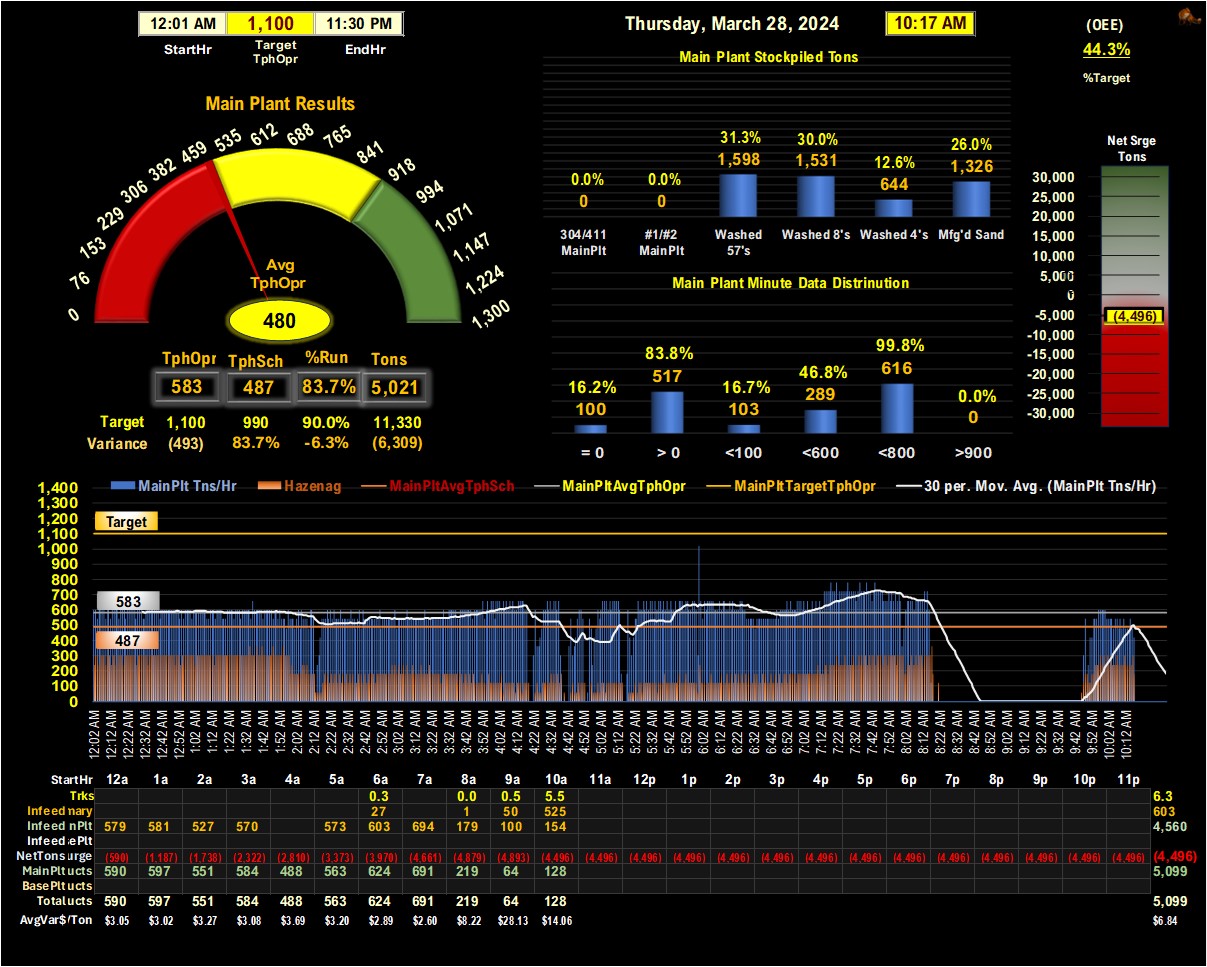 12:01 AM 1,100 11:30 PM
StartHr Target TphOpr EndHr
Thursday, March 28, 2024 10:17 AM
(OEE)
44.3%
%Target
Main Plant Results
0 76 153 229 306 382 459 535 612 688 765 841 918 994 1,071 1,147 1,224 1,300
Avg
TphOpr
480
TphOpr TphSch %Run Tons
583 487 83.7% 5,021
Target 1,100 990 90.0% 11,330
Variance (493) 83.7% -6.3% (6,309)
Main Plant Stockpiled Tons
0.0% 0.0% 31.3% 30.0% 12.6% 26.0%
0 0 1,598 1,531 644 1,326
304/411 MainPlt #1/#2 MainPlt Washed 57's Washed 8's Washed 4's Mfg'd Sand
Main Plant Minute Data Distrinution
16.2% 83.8% 16.7% 46.8% 99.8% 0.0%
100 517 103 289 616 0
= 0 > 0 <100 <600 <800 >900
Net Srge
Tons
30,000
25,000
20,000
15,000
10,000
5,000
0
-5,000
(4,496)
-10,000
-15,000
-20,000
-25,000
-30,000
MainPlt Tns/Hr Hazenag MainPltAvgTphSch MainPltAvgTphOpr MainPltTargetTphOpr 30 per. Mov. Avg. (MainPlt Tns/Hr)
1,400
1,300
1,200
1,100
1,000
900
800
700
600
500
400
300
200
100
0
Target
583
487
12:02 AM 12:12 AM 12:22 AM 12:32 AM 12:42 AM 12:52 AM 1:02 AM 1:12 AM 1:22 AM 1:32 AM 1:42 AM 1:52 AM 2:02 AM 2:12 AM 2:22 AM 2:32 AM 2:42 AM 2:52 AM 3:02 AM 3:12 AM 3:22 AM 3:32 AM 3:42 AM 3:52 AM 4:02 AM 4:12 AM 4:22 AM 4:32 AM 4:42 AM 4:52 AM 5:02 AM 5:12 AM 5:22 AM 5:32 AM 5:42 AM 5:52 AM 6:02 AM 6:12 AM 6:22 AM 6:32 AM 6:42 AM 6:52 AM 7:02 AM 7:12 AM 7:22 AM 7:32 AM 7:42 AM 7:52 AM 8:02 AM 8:12 AM 8:22 AM 8:32 AM 8:42 AM 8:52 AM 9:02 AM 9:12 AM 9:22 AM 9:32 AM 9:42 AM 9:52 AM 10:02 AM 10:12 AM
StartHr 12a 1a 2a 3a 4a 5a 6a 7a 8a 9a 10a 11a 12p 1p 2p 3p 4p 5p 6p 7p 8p 9p 10p 11p
Trks 0.3 0.0 0.5 5.5 6.3
Infeed nary 27 1 50 525 603
Infeed nPlt 579 581 527 570 573 603 694 179 100 154 4,560
Infeed ePlt
NetTons urge (590) (1,187) (1,738) (2,322) (2,810) (3,373) (3,970) (4,661) (4,879) (4,893) (4,496) (4,496) (4,496) (4,496) (4,496) (4,496) (4,496) (4,496) (4,496) (4,496) (4,496) (4,496) (4,496) (4,496) (4,496)
MainPlt ucts 590 597 551 584 488 563 624 691 219 64 128 5,099
BasePlt ucts
Total ucts 590 597 551 584 488 563 624 691 219 64 128 5,099
AvgVar$/Ton $3.05 $3.02 $3.27 $3.08 $3.69 $3.20 $2.89 $2.60 $8.22 $28.13 $14.06 $6.84